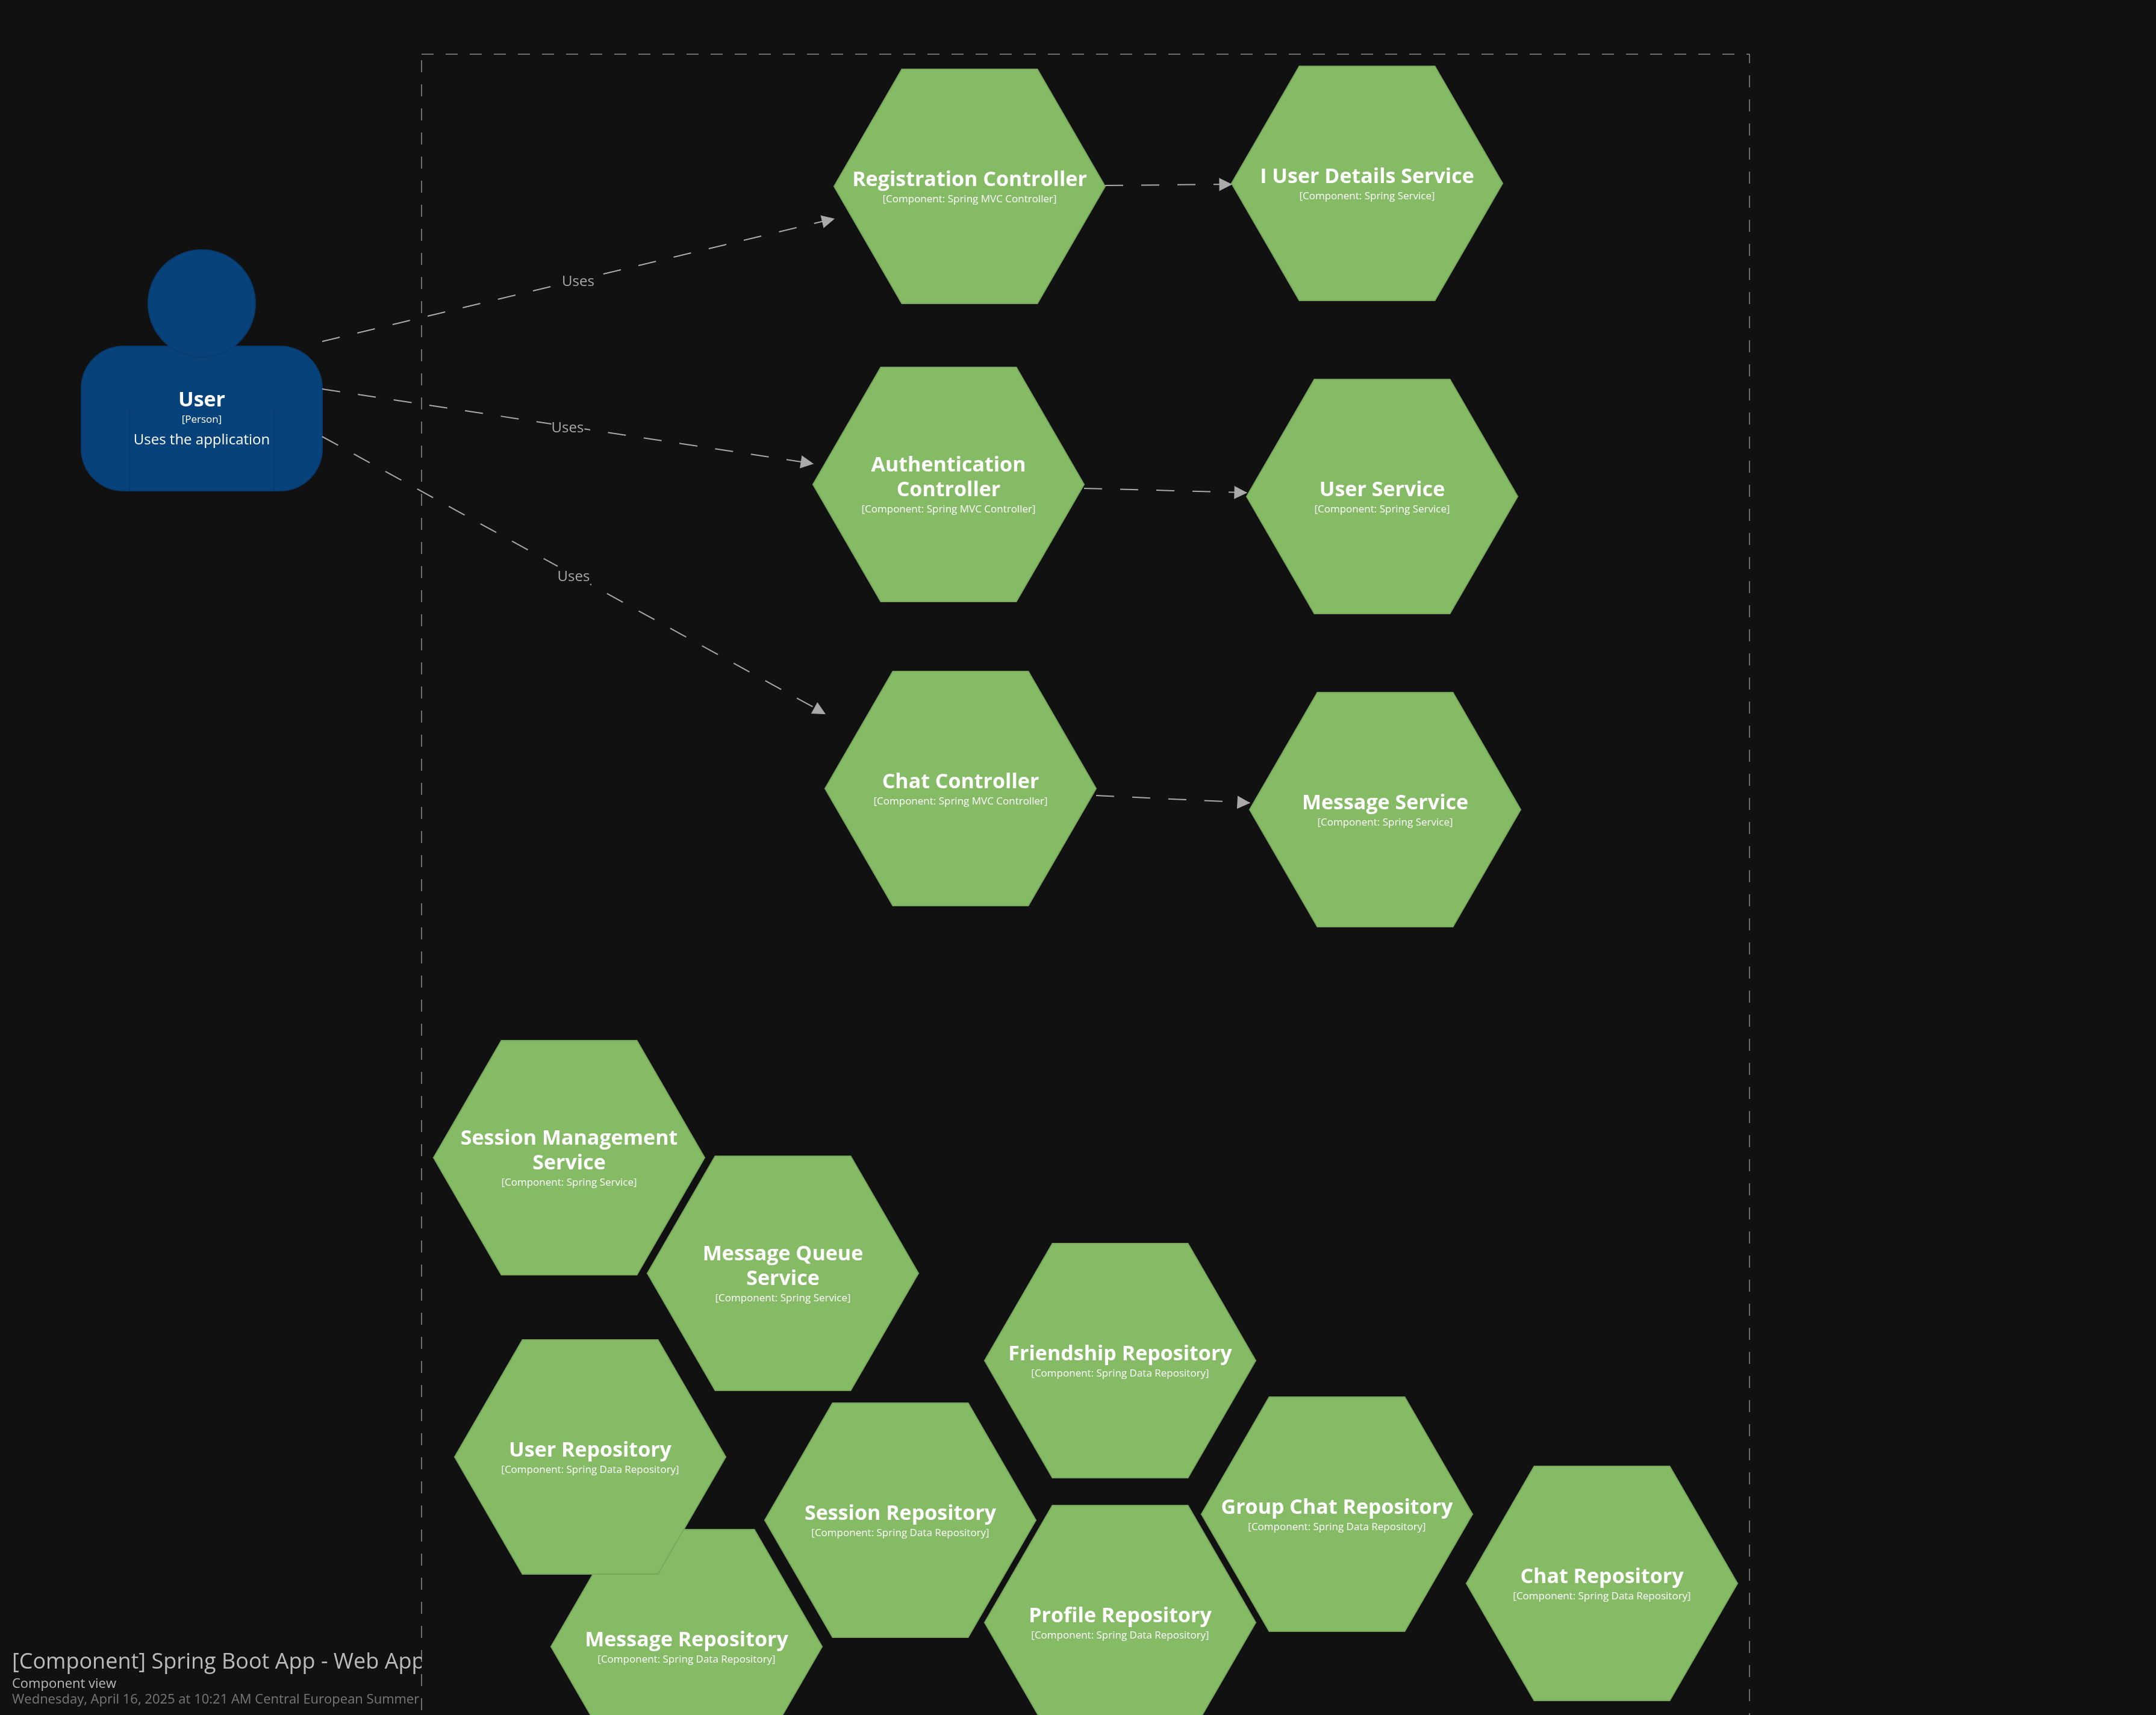 Registration Controller
[Component: Spring MVC Controller]
I User Details Service
[Component: Spring Service]
Uses
User
[Person]
Uses the application
Uses
Authentication
Controller
[Component: Spring MVC Controller]
User Service
[Component: Spring Service]
Uses
Chat Controller
[Component: Spring MVC Controller]
Message Service
[Component: Spring Service]
Session Management
Service
[Component: Spring Service]
Message Queue
Service
[Component: Spring Service]
Friendship Repository
[Component: Spring Data Repository]
User Repository
[Component: Spring Data Repository]
Session Repository
[Component: Spring Data Repository]
Group Chat Repository
[Component: Spring Data Repository]
Chat Repository
[Component: Spring Data Repository]
Profile Repository
[Component: Spring Data Repository]
Message Repository
[Component: Spring Data Repository]
[Component] Spring Boot App - Web App
Component view
Wednesday, April 16, 2025 at 10:21 AM Central European Summer